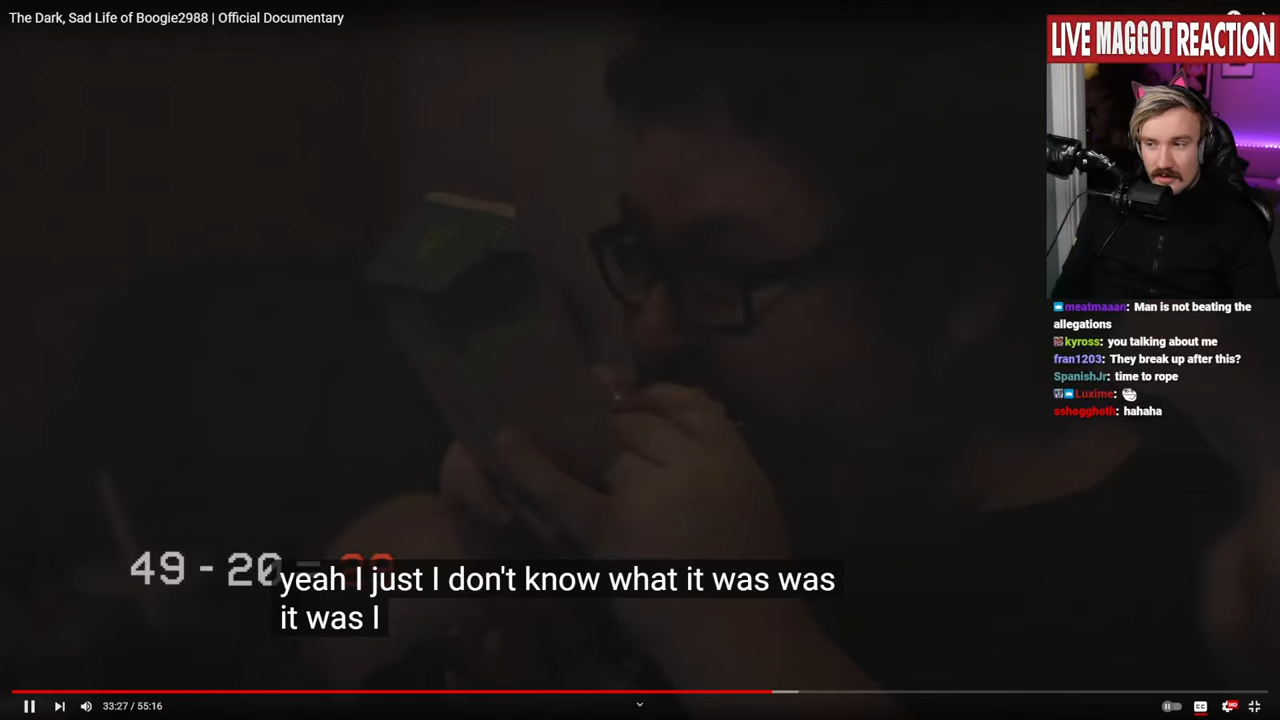 The Dark, Sad Life of Boogie2988 | Official Documentary
LIVE MAGGOT REACTION
meatmaaan: Man is not beating the
allegations
kyross: you talking about me
fran1203: They break up after this?
SpanishJr: time to rope
Luxime:
sshogghoth: hahaha
49 - 20 =
yeah I just I don't know what it was was
it was I
33:27 / 55:16
CC
HD